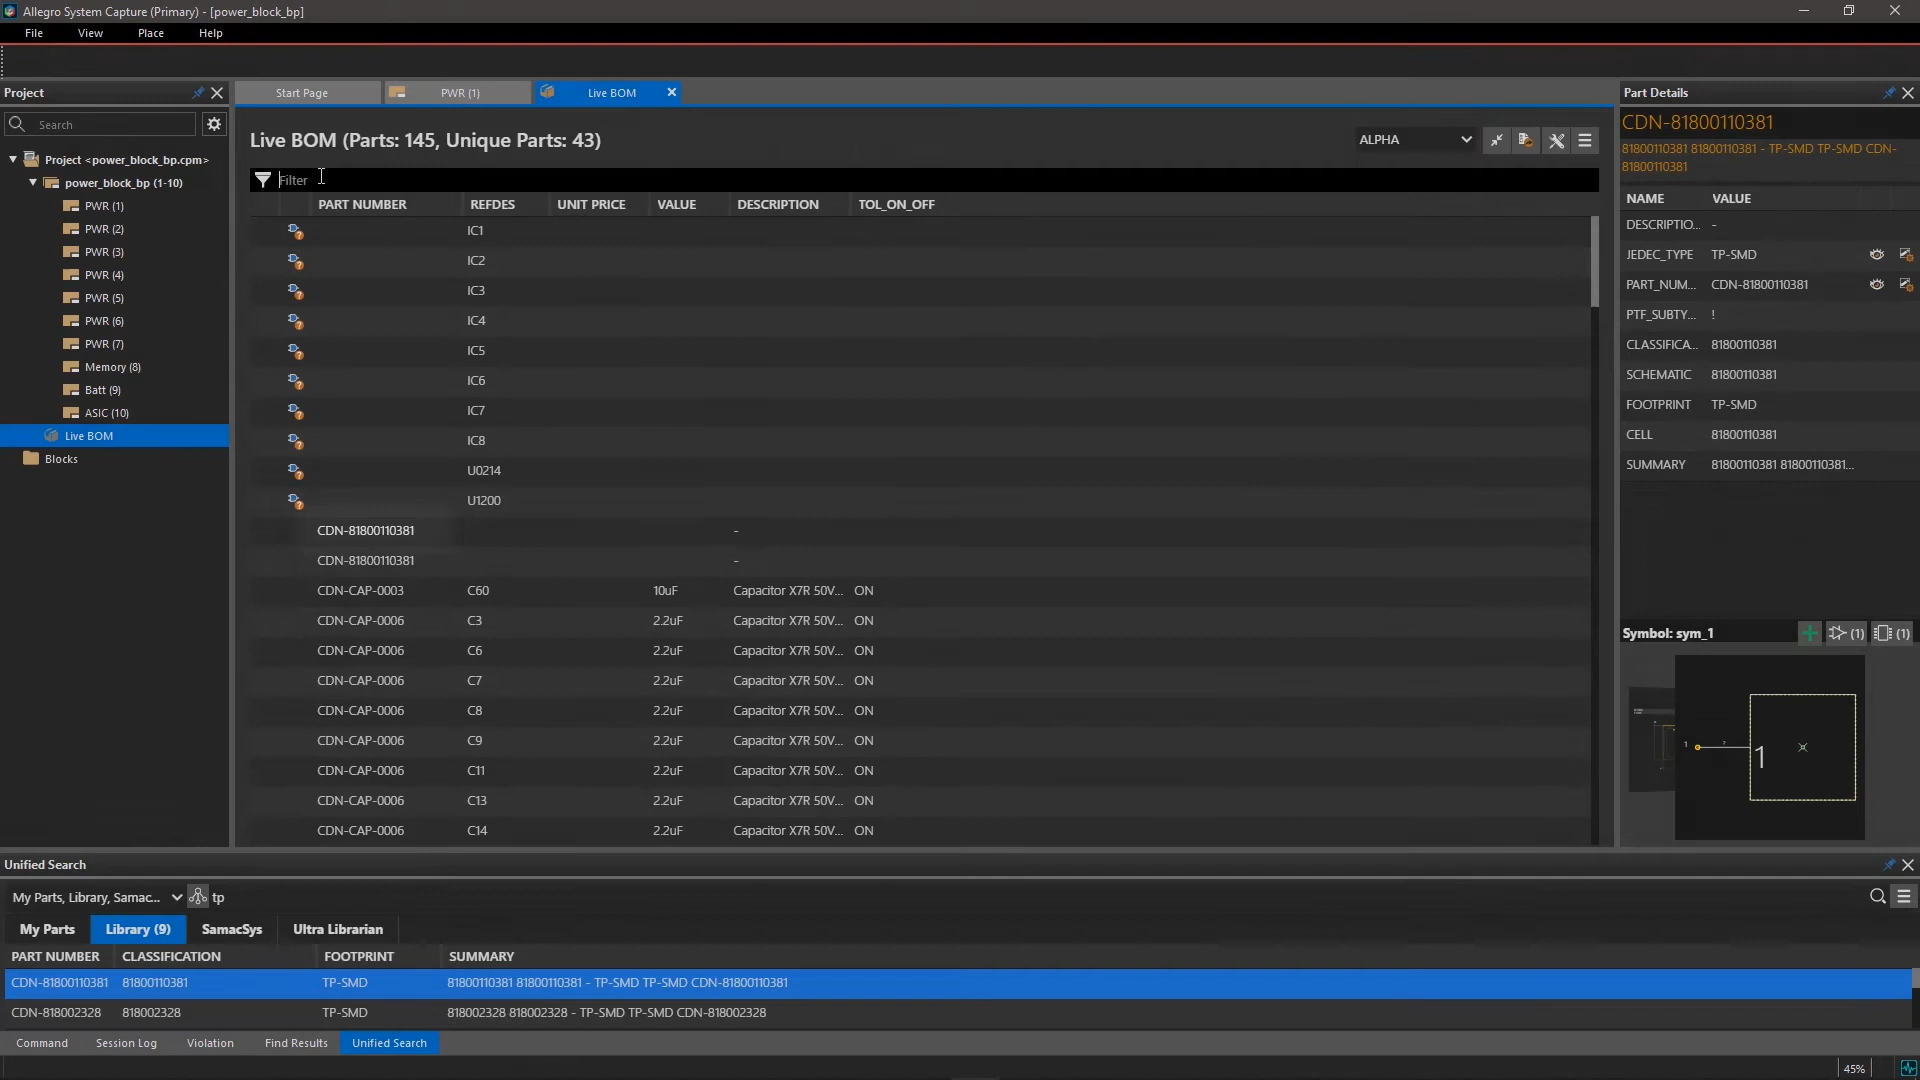 Allegro System Capture (Primary) - [power_block_bp]
File View Place Help
Project
Search
Project <power_block_bp.cpm>
power_block_bp (1-10)
PWR (1)
PWR (2)
PWR (3)
PWR (4)
PWR (5)
PWR (6)
PWR (7)
Memory (8)
Batt (9)
ASIC (10)
Live BOM
Blocks
Start Page PWR (1) Live BOM
Live BOM (Parts: 145, Unique Parts: 43)
ALPHA
Filter
PART NUMBER REFDES UNIT PRICE VALUE DESCRIPTION TOL_ON_OFF
IC1
IC2
IC3
IC4
IC5
IC6
IC7
IC8
U0214
U1200
CDN-81800110381 -
CDN-81800110381 -
CDN-CAP-0003 C60 10uF Capacitor X7R 50V... ON
CDN-CAP-0006 C3 2.2uF Capacitor X7R 50V... ON
CDN-CAP-0006 C6 2.2uF Capacitor X7R 50V... ON
CDN-CAP-0006 C7 2.2uF Capacitor X7R 50V... ON
CDN-CAP-0006 C8 2.2uF Capacitor X7R 50V... ON
CDN-CAP-0006 C9 2.2uF Capacitor X7R 50V... ON
CDN-CAP-0006 C11 2.2uF Capacitor X7R 50V... ON
CDN-CAP-0006 C13 2.2uF Capacitor X7R 50V... ON
CDN-CAP-0006 C14 2.2uF Capacitor X7R 50V... ON
Part Details
CDN-81800110381
81800110381 81800110381 - TP-SMD TP-SMD CDN-
81800110381
NAME VALUE
DESCRIPTIO... -
JEDEC_TYPE TP-SMD
PART_NUM... CDN-81800110381
PTF_SUBTY... !
CLASSIFICA... 81800110381
SCHEMATIC 81800110381
FOOTPRINT TP-SMD
CELL 81800110381
SUMMARY 81800110381 81800110381...
Symbol: sym_1 (1) (1)
1 ? 1
Unified Search
My Parts, Library, Samac... tp
My Parts Library (9) SamacSys Ultra Librarian
PART NUMBER CLASSIFICATION FOOTPRINT SUMMARY
CDN-81800110381 81800110381 TP-SMD 81800110381 81800110381 - TP-SMD TP-SMD CDN-81800110381
CDN-818002328 818002328 TP-SMD 818002328 818002328 - TP-SMD TP-SMD CDN-818002328
Command Session Log Violation Find Results Unified Search
45%